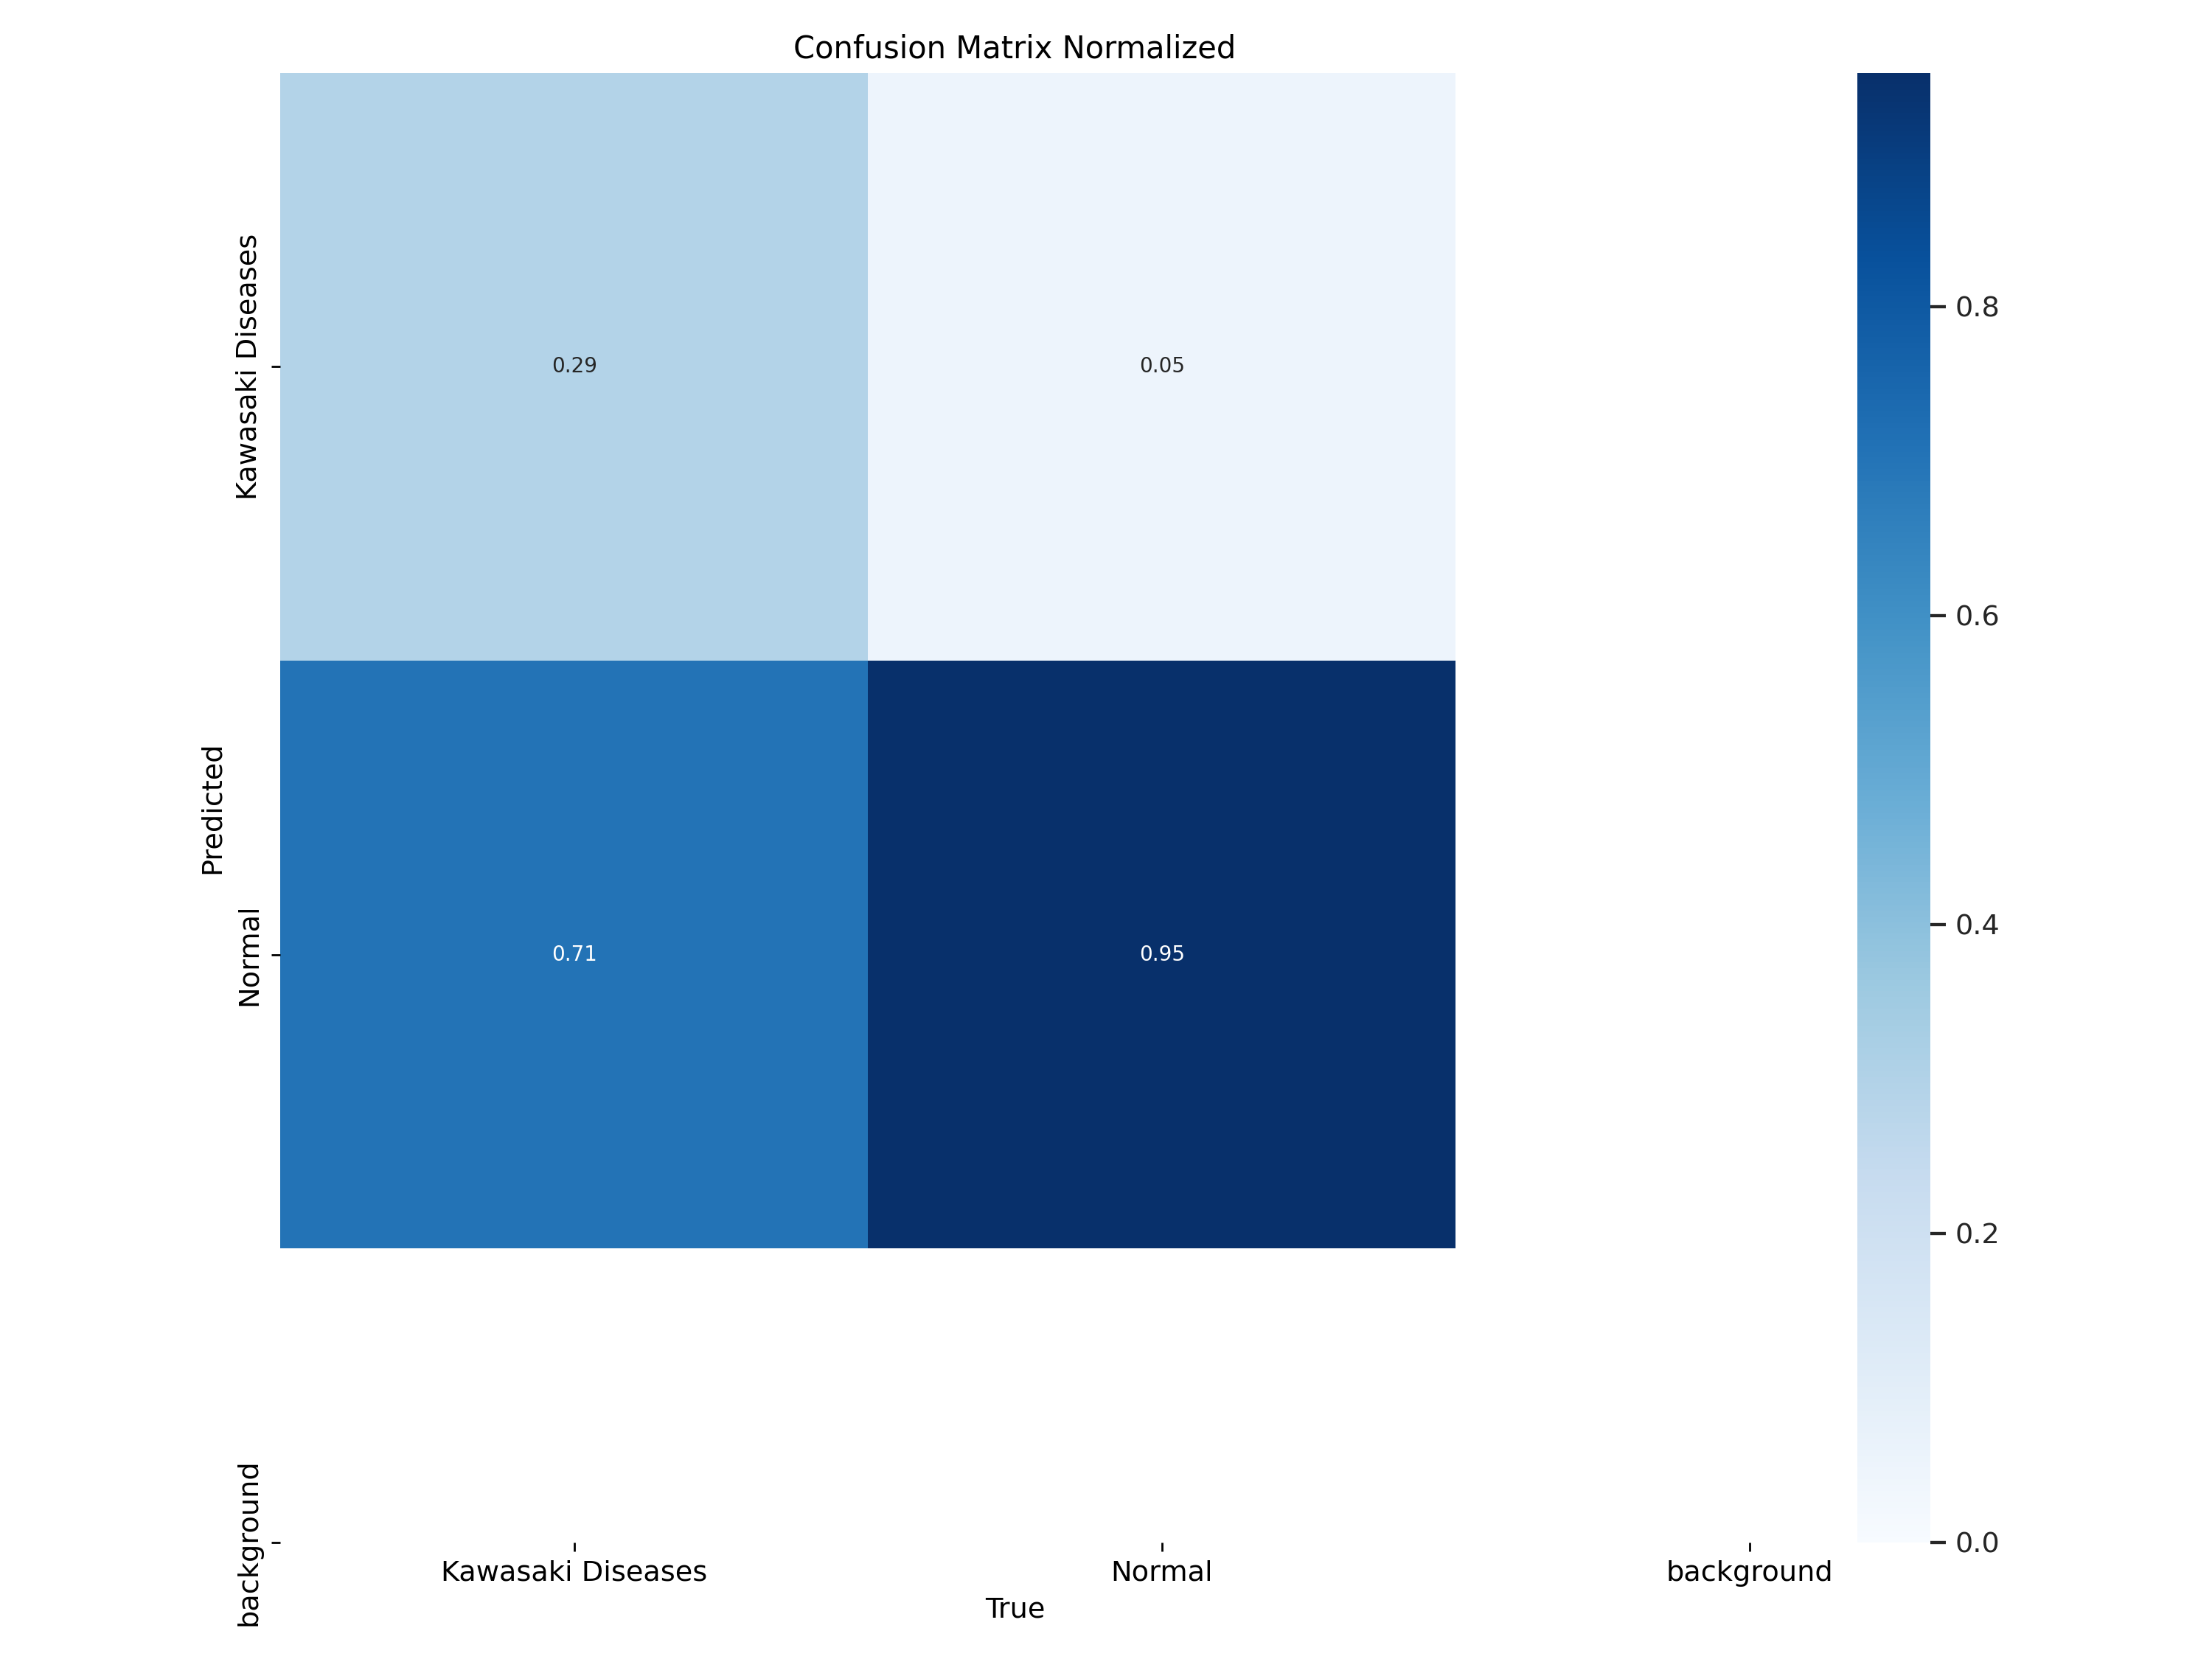 Confusion Matrix Normalized
Kawasaki Diseases
0.29
0.05
0.8
0.6
Predicted
Normal
0.71
0.95
0.4
0.2
background
0.0
Kawasaki Diseases
Normal
background
True